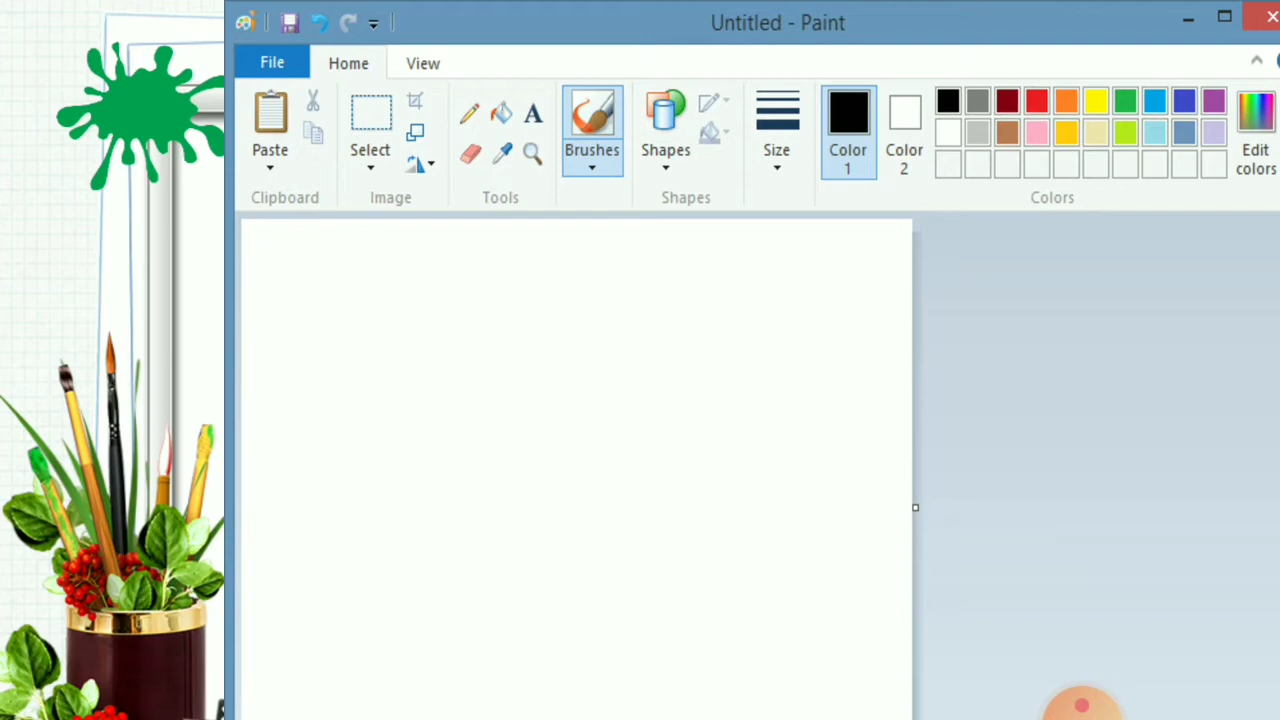 Untitled - Paint
File Home View
Paste Select A Brushes Shapes Size Color 1 Color 2 Edit colors
Clipboard Image Tools Shapes Colors